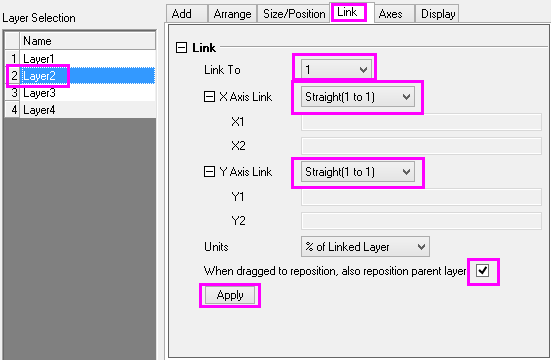 Layer Selection
Name
1 Layer1
2 Layer2
3 Layer3
4 Layer4
Add Arrange Size/Position Link Axes Display
Link
Link To 1
X Axis Link Straight(1 to 1)
X1
X2
Y Axis Link Straight(1 to 1)
Y1
Y2
Units % of Linked Layer
When dragged to reposition, also reposition parent layer
Apply